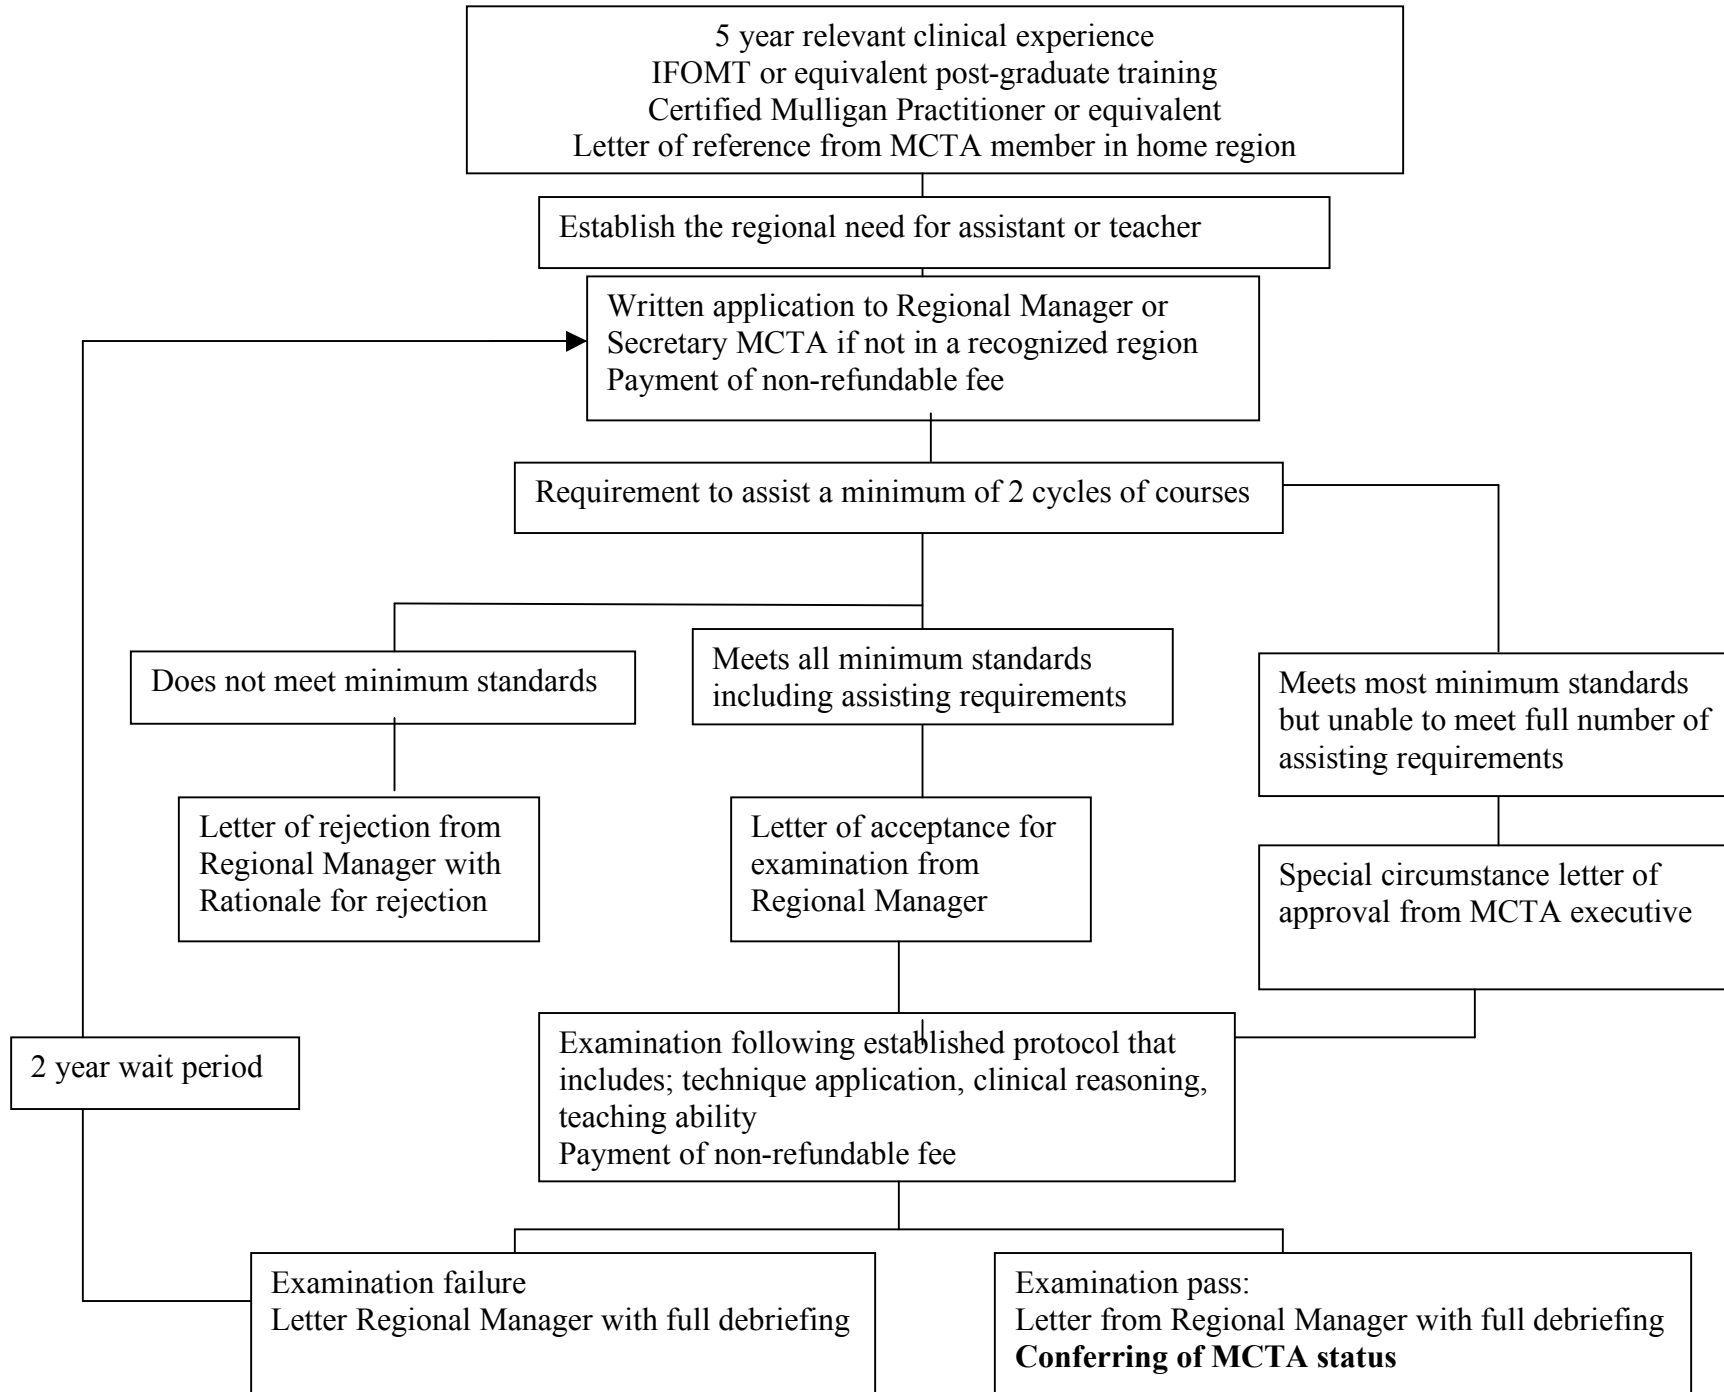 5 year relevant clinical experience
IFOMT or equivalent post-graduate training
Certified Mulligan Practitioner or equivalent
Letter of reference from MCTA member in home region
Establish the regional need for assistant or teacher
Written application to Regional Manager or
Secretary MCTA if not in a recognized region
Payment of non-refundable fee
Requirement to assist a minimum of 2 cycles of courses
Does not meet minimum standards
Meets all minimum standards
including assisting requirements
Meets most minimum standards
but unable to meet full number of
assisting requirements
Letter of rejection from
Regional Manager with
Rationale for rejection
Letter of acceptance for
examination from
Regional Manager
Special circumstance letter of
approval from MCTA executive
2 year wait period
Examination following established protocol that
includes; technique application, clinical reasoning,
teaching ability
Payment of non-refundable fee
Examination failure
Letter Regional Manager with full debriefing
Examination pass:
Letter from Regional Manager with full debriefing
Conferring of MCTA status